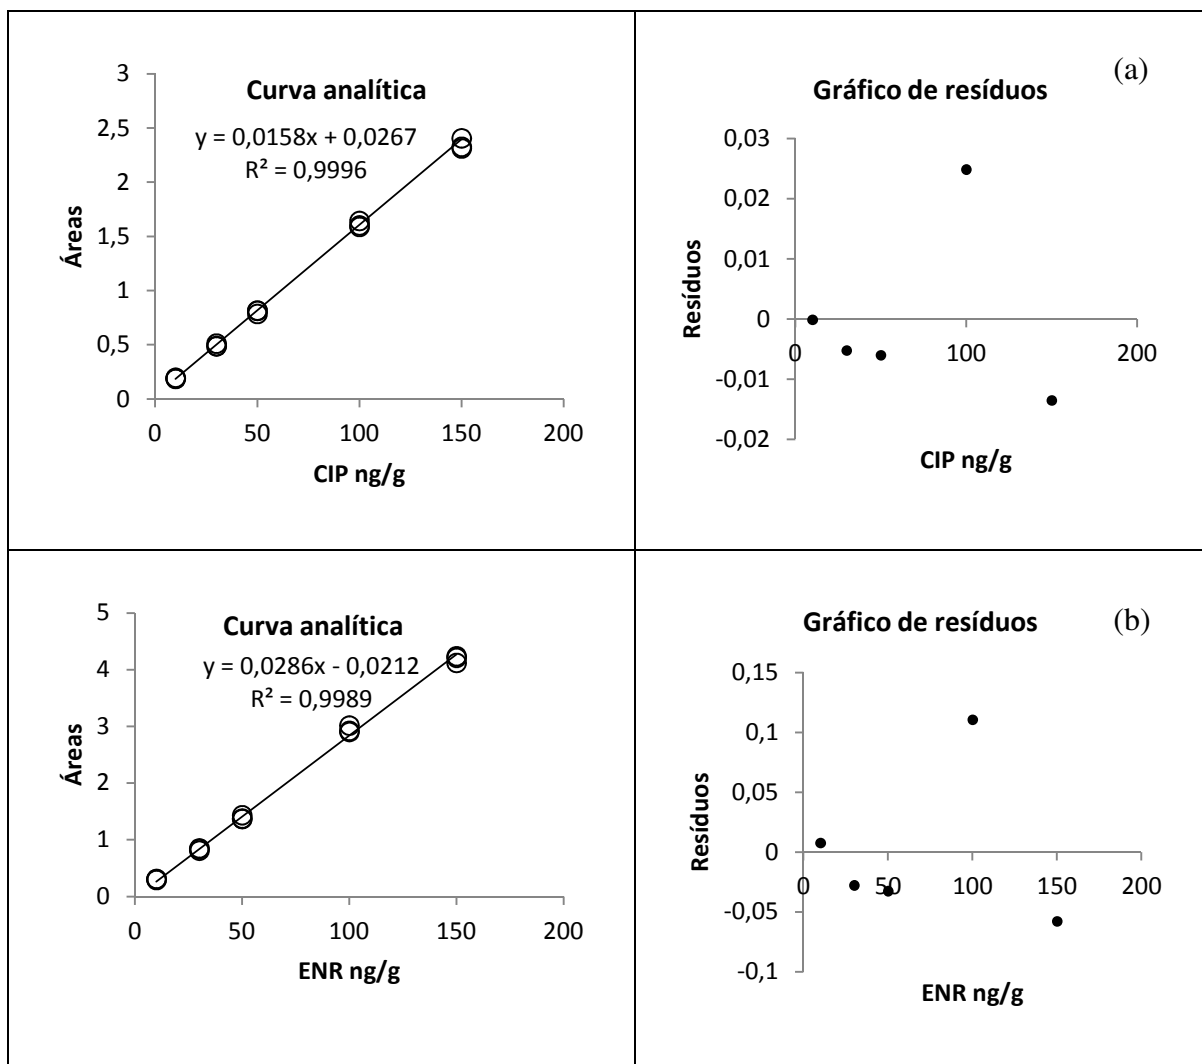 Curva analítica
y = 0,0158x + 0,0267
R² = 0,9996
3
2,5
2
1,5
1
0,5
0
0 50 100 150 200
Áreas
CIP ng/g
(a)
Gráfico de resíduos
0,03
0,02
0,01
0
-0,01
-0,02
0 100 200
Resíduos
CIP ng/g
Curva analítica
y = 0,0286x - 0,0212
R² = 0,9989
5
4
3
2
1
0
0 50 100 150 200
Áreas
ENR ng/g
(b)
Gráfico de resíduos
0,15
0,1
0,05
0
-0,05
-0,1
0 50 100 150 200
Resíduos
ENR ng/g